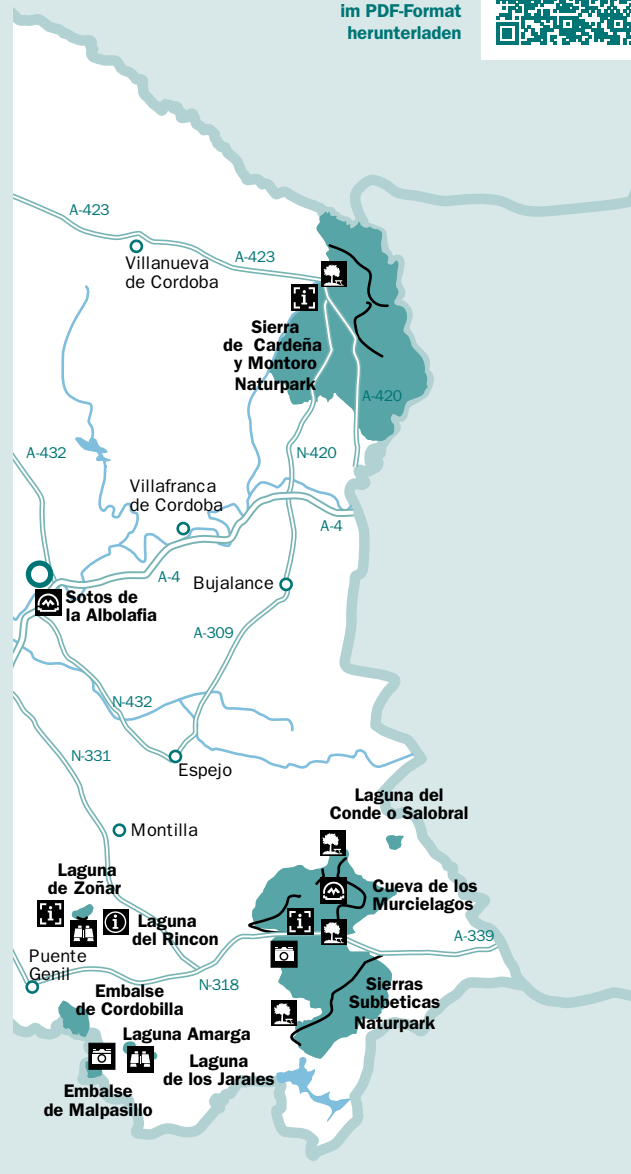 im PDF-Format
herunterladen
A-423
A-423
Villanueva
de Cordoba
Sierra
de Cardeña
y Montoro
Naturpark
A-420
A-432
N-420
Villafranca
de Cordoba
A-4
A-4
Bujalance
Sotos de
la Albolafia
A-309
N-432
N-331
Espejo
Laguna del
Conde o Salobral
Montilla
Laguna
de Zoñar
Cueva de los
Murcielagos
Laguna
del Rincon
A-339
Puente
Genil
N-318
Sierras
Subbeticas
Naturpark
Embalse
de Cordobilla
Laguna Amarga
Laguna
de los Jarales
Embalse
de Malpasillo